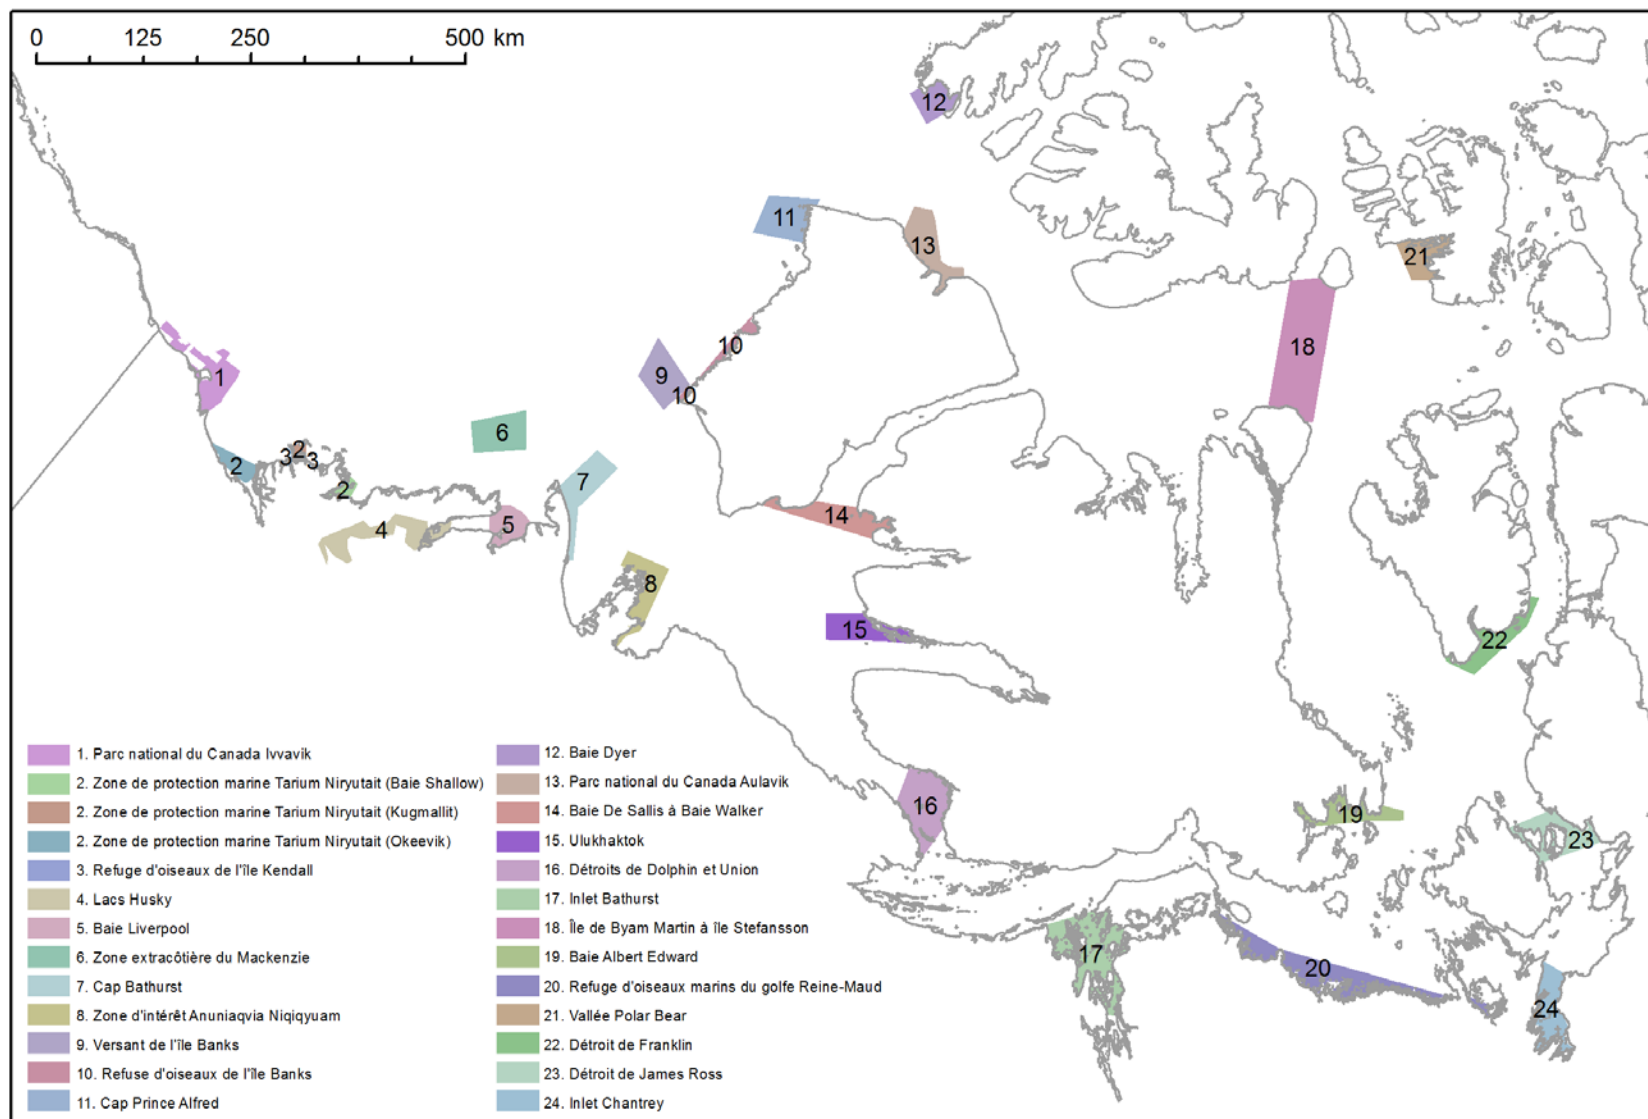 0 125 250 500 km
12
11
13
21
10
18
9
1
10
6
2
3
3
2
7
2
14
5
4
8
15
22
16
19
23
17
20
24
1. Parc national du Canada Ivvavik
2. Zone de protection marine Tarium Niryutait (Baie Shallow)
2. Zone de protection marine Tarium Niryutait (Kugmallit)
2. Zone de protection marine Tarium Niryutait (Okeevik)
3. Refuge d'oiseaux de l'île Kendall
4. Lacs Husky
5. Baie Liverpool
6. Zone extracôtière du Mackenzie
7. Cap Bathurst
8. Zone d'intérêt Anuniaqvia Niqiqyuam
9. Versant de l'île Banks
10. Refuse d'oiseaux de l'île Banks
11. Cap Prince Alfred
12. Baie Dyer
13. Parc national du Canada Aulavik
14. Baie De Sallis à Baie Walker
15. Ulukhaktok
16. Détroits de Dolphin et Union
17. Inlet Bathurst
18. Île de Byam Martin à île Stefansson
19. Baie Albert Edward
20. Refuge d'oiseaux marins du golfe Reine-Maud
21. Vallée Polar Bear
22. Détroit de Franklin
23. Détroit de James Ross
24. Inlet Chantrey